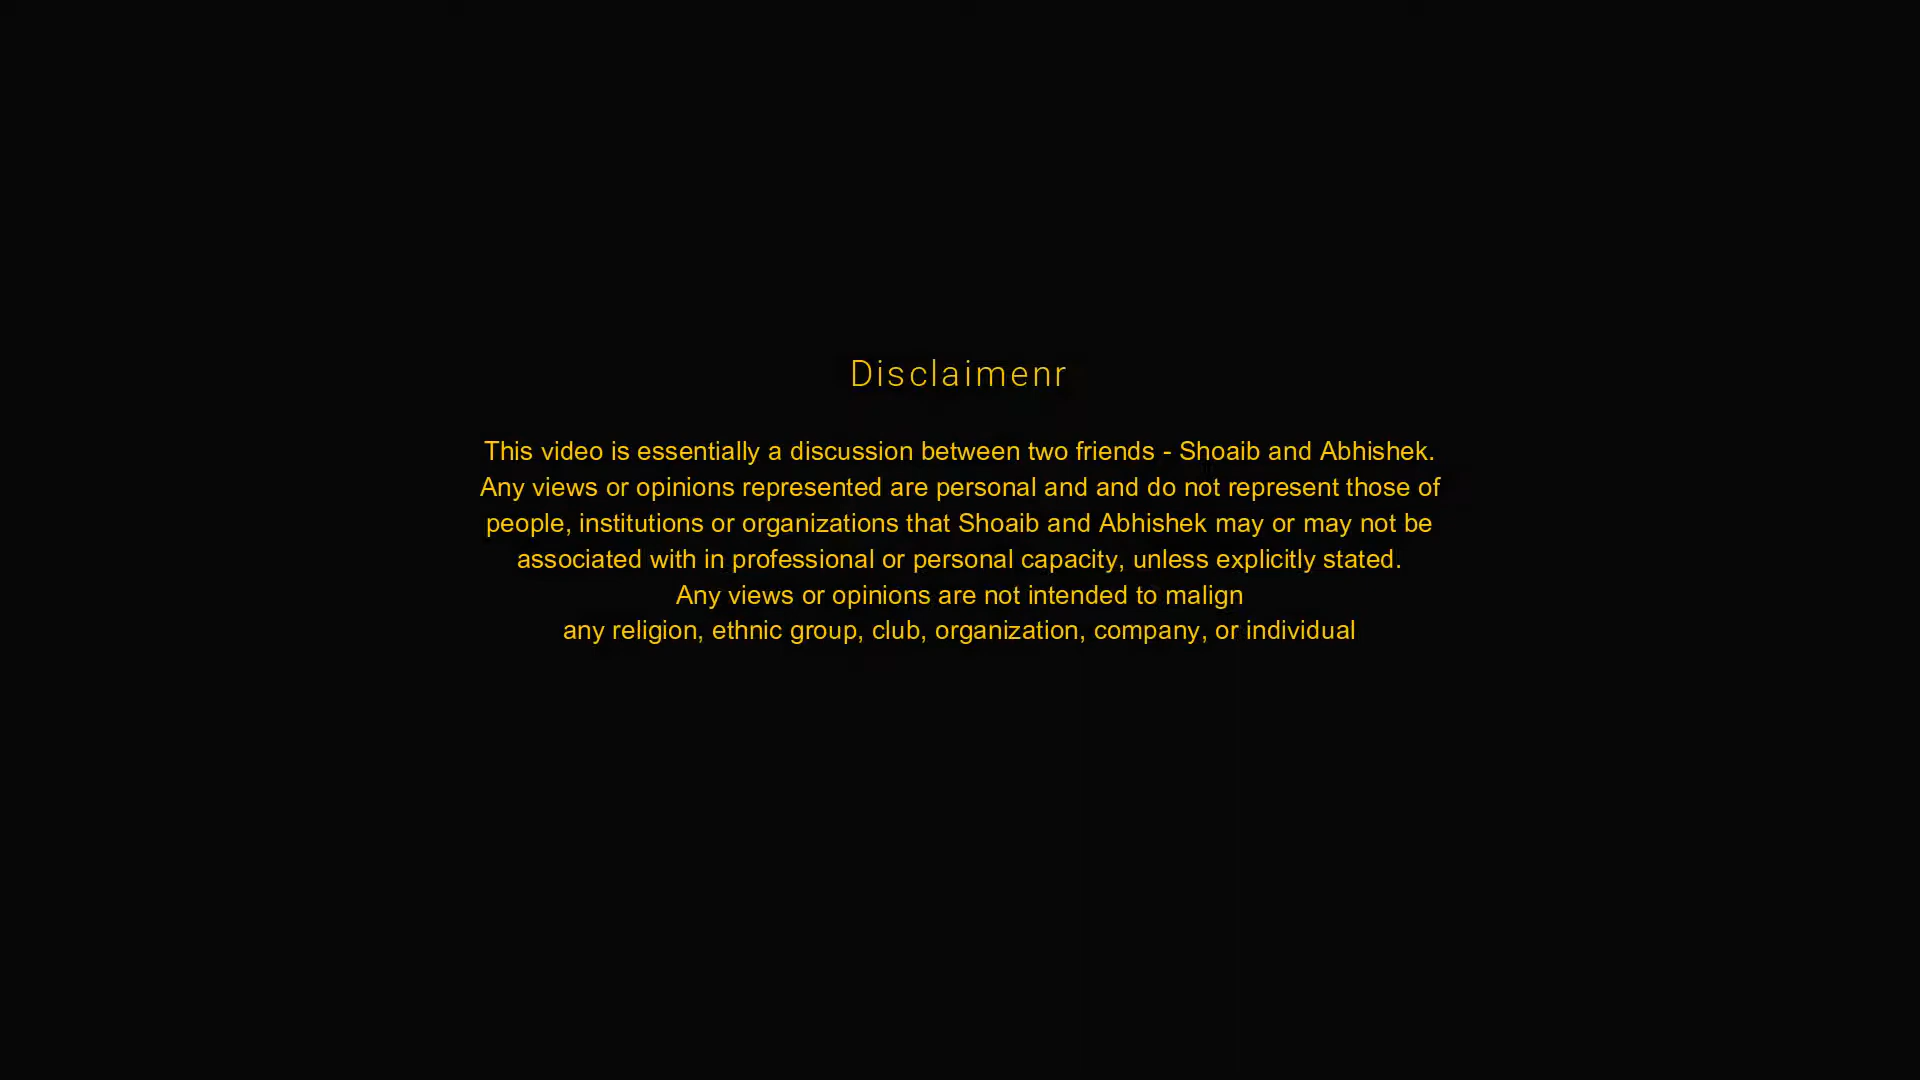 Disclaimenr
This video is essentially a discussion between two friends - Shoaib and Abhishek.
Any views or opinions represented are personal and and do not represent those of
people, institutions or organizations that Shoaib and Abhishek may or may not be
associated with in professional or personal capacity, unless explicitly stated.
Any views or opinions are not intended to malign
any religion, ethnic group, club, organization, company, or individual